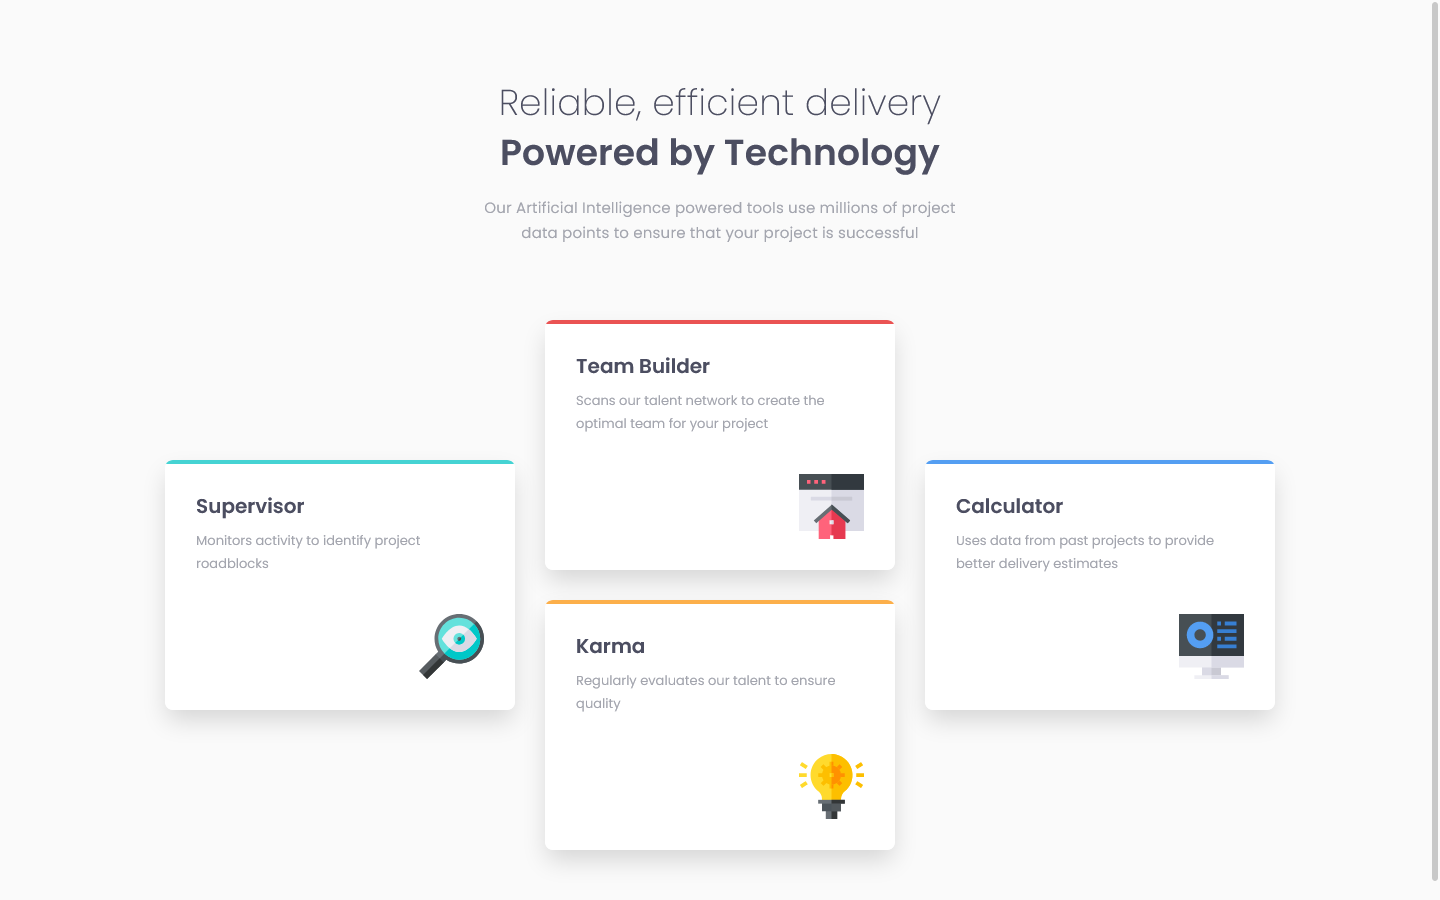 Reliable, efficient delivery
Powered by Technology
Our Artificial Intelligence powered tools use millions of project
data points to ensure that your project is successful
Team Builder
Scans our talent network to create the
optimal team for your project
Supervisor
Monitors activity to identify project
roadblocks
Calculator
Uses data from past projects to provide
better delivery estimates
Karma
Regularly evaluates our talent to ensure
quality